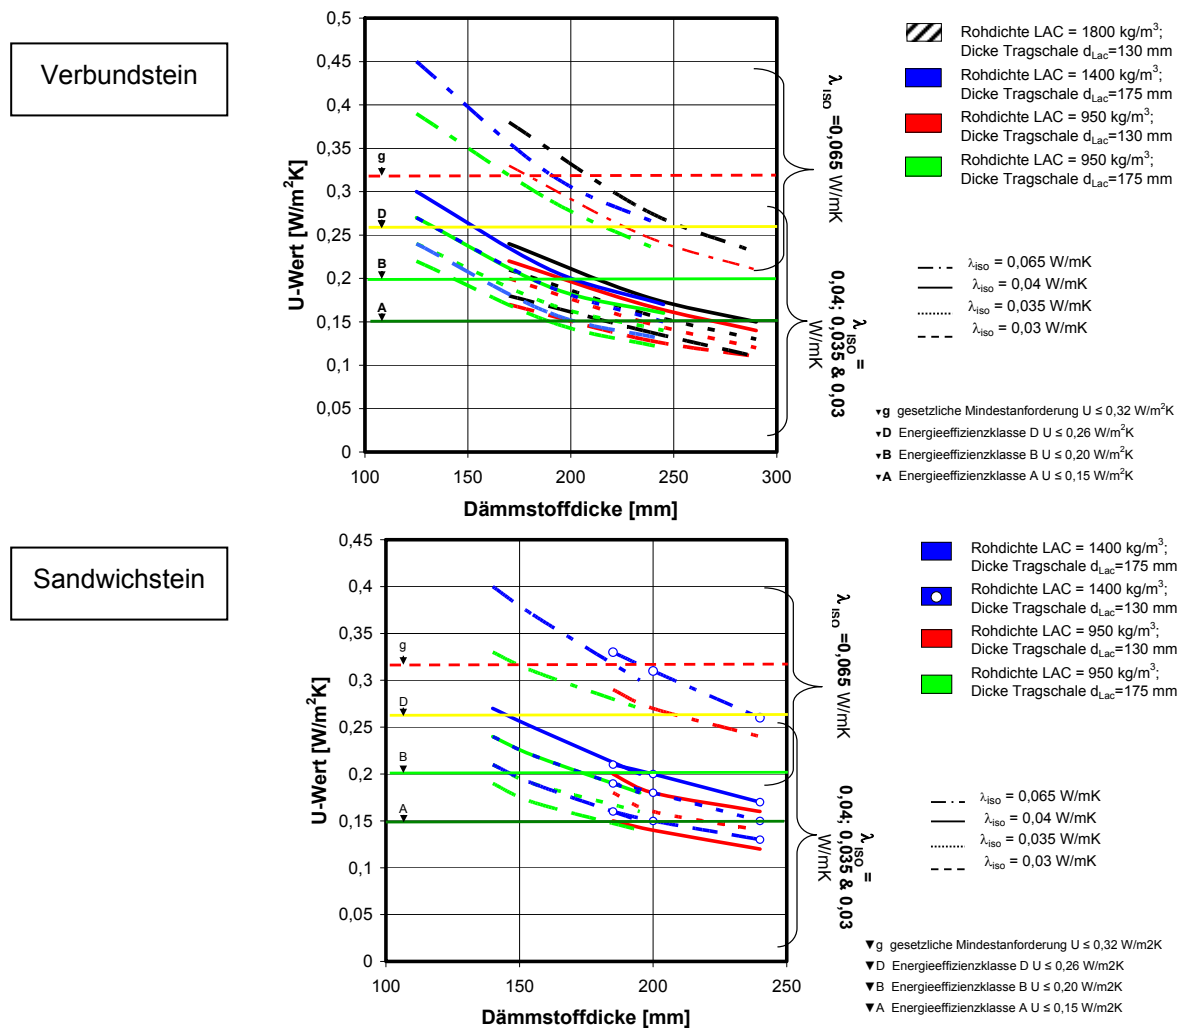 Verbundstein
U-Wert [W/m²K]
0,5
0,45
0,4
0,35
0,3
0,25
0,2
0,15
0,1
0,05
0
g
D
B
A
100
150
200
250
300
Dämmstoffdicke [mm]
λISO =0,065 W/mK
λISO =
0,04; 0,035 & 0,03
W/mK
Rohdichte LAC = 1800 kg/m³;
Dicke Tragschale dLac=130 mm
Rohdichte LAC = 1400 kg/m³;
Dicke Tragschale dLac=175 mm
Rohdichte LAC = 950 kg/m³;
Dicke Tragschale dLac=130 mm
Rohdichte LAC = 950 kg/m³;
Dicke Tragschale dLac=175 mm
λiso = 0,065 W/mK
λiso = 0,04 W/mK
λiso = 0,035 W/mK
λiso = 0,03 W/mK
▼g gesetzliche Mindestanforderung U ≤ 0,32 W/m²K
▼D Energieeffizienzklasse D U ≤ 0,26 W/m²K
▼B Energieeffizienzklasse B U ≤ 0,20 W/m²K
▼A Energieeffizienzklasse A U ≤ 0,15 W/m²K
Sandwichstein
U-Wert [W/m²K]
0,45
0,4
0,35
0,3
0,25
0,2
0,15
0,1
0,05
0
g
D
B
A
100
150
200
250
Dämmstoffdicke [mm]
λISO =0,065 W/mK
λISO =
0,04; 0,035 & 0,03
W/mK
Rohdichte LAC = 1400 kg/m³;
Dicke Tragschale dLac=175 mm
Rohdichte LAC = 1400 kg/m³;
Dicke Tragschale dLac=130 mm
Rohdichte LAC = 950 kg/m³;
Dicke Tragschale dLac=130 mm
Rohdichte LAC = 950 kg/m³;
Dicke Tragschale dLac=175 mm
λiso = 0,065 W/mK
λiso = 0,04 W/mK
λiso = 0,035 W/mK
λiso = 0,03 W/mK
▼g gesetzliche Mindestanforderung U ≤ 0,32 W/m2K
▼D Energieeffizienzklasse D U ≤ 0,26 W/m2K
▼B Energieeffizienzklasse B U ≤ 0,20 W/m2K
▼A Energieeffizienzklasse A U ≤ 0,15 W/m2K